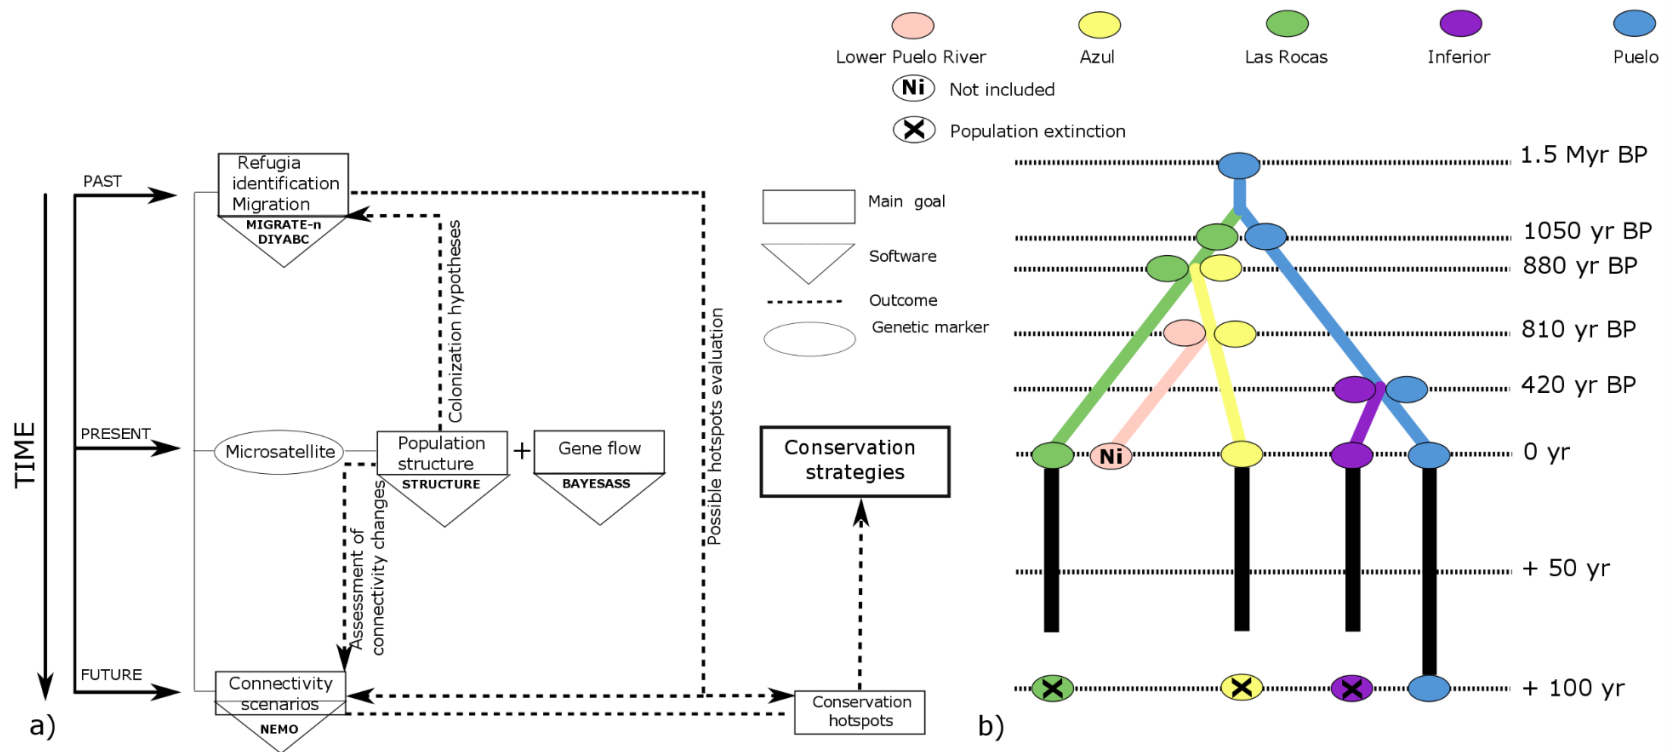 Lower Puelo River
Azul
Las Rocas
Inferior
Puelo
Ni
Not included
Population extinction
TIME
PAST
PRESENT
FUTURE
Refugia
identification
Migration
MIGRATE-n
DIYABC
Colonization hypotheses
Microsatellite
Population
structure
STRUCTURE
+
Gene flow
BAYESASS
Assessment of
connectivity changes
Possible hotspots evaluation
Connectivity
scenarios
NEMO
Conservation
hotspots
Conservation
strategies
Main goal
Software
Outcome
Genetic marker
a)
1.5 Myr BP
1050 yr BP
880 yr BP
810 yr BP
420 yr BP
Ni
0 yr
+ 50 yr
+ 100 yr
b)